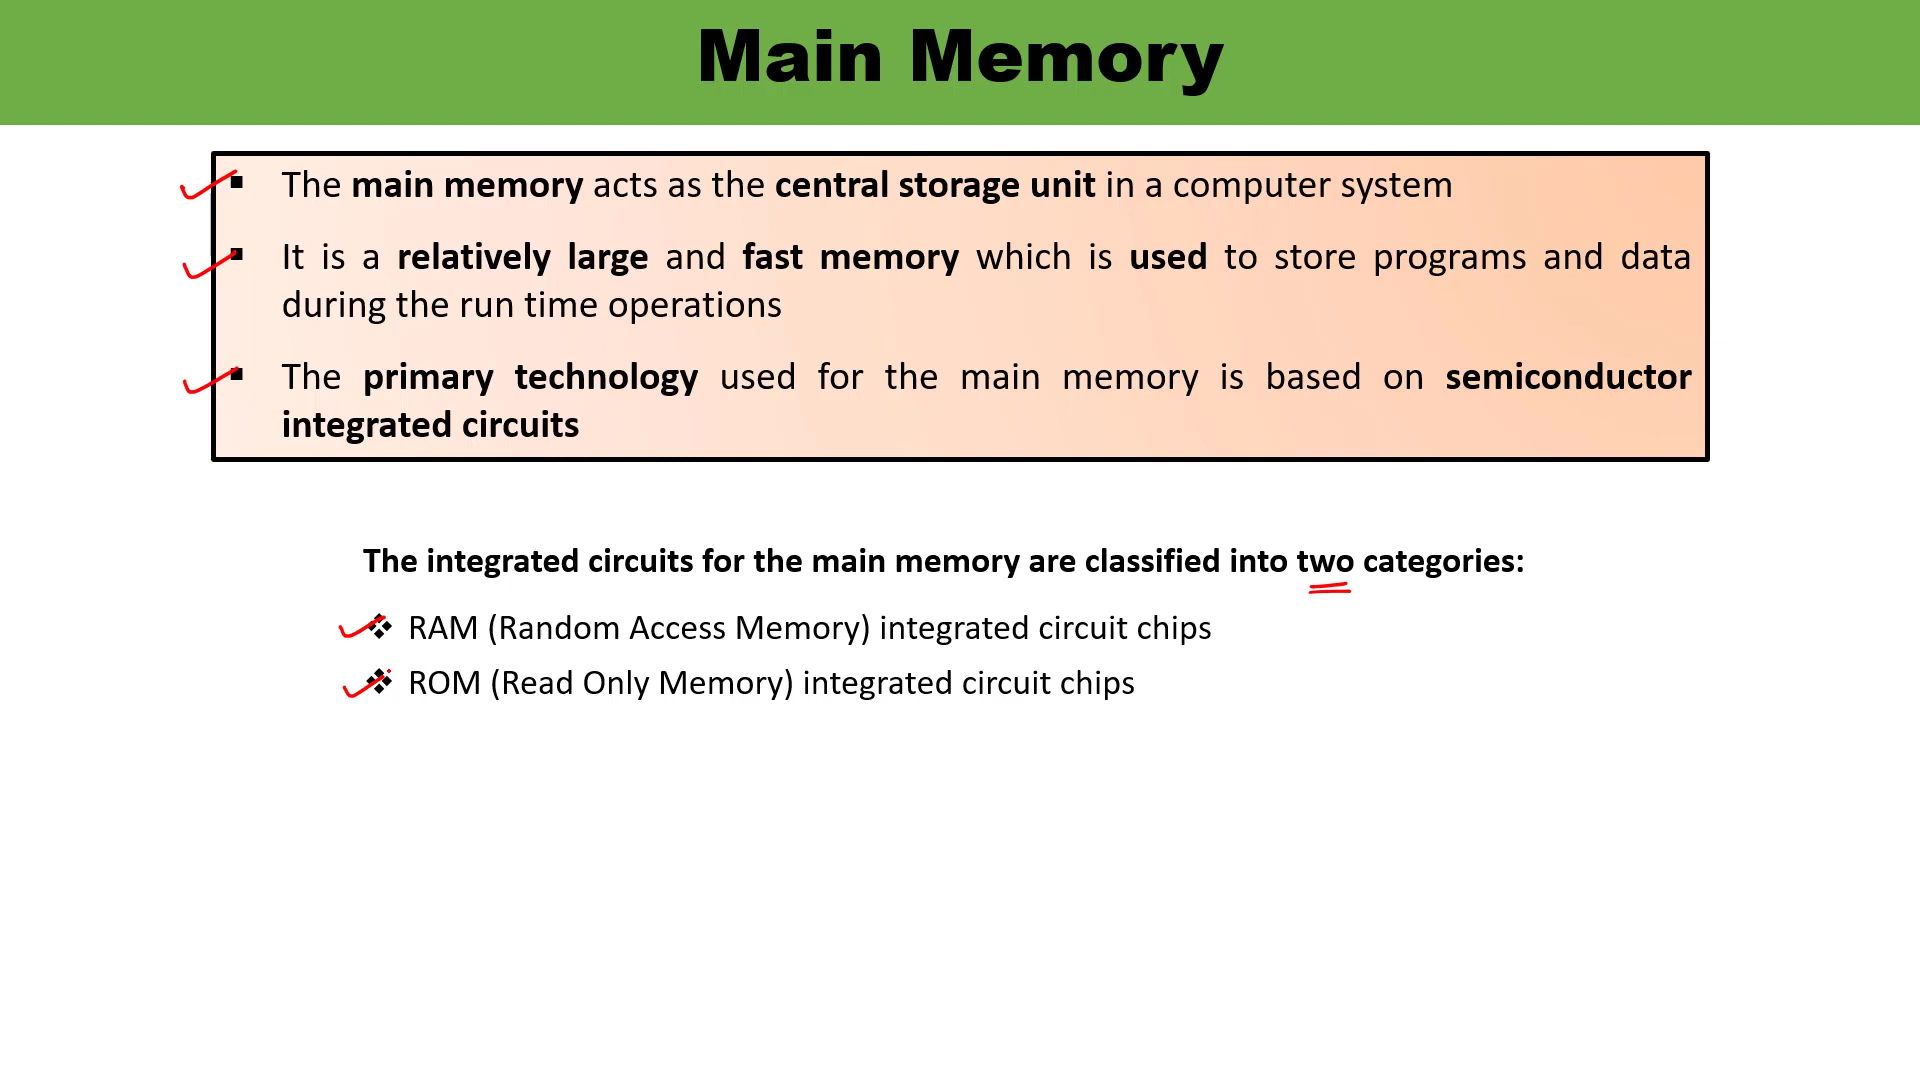 Main Memory
The main memory acts as the central storage unit in a computer system
It is a relatively large and fast memory which is used to store programs and data
during the run time operations
The primary technology used for the main memory is based on semiconductor
integrated circuits
The integrated circuits for the main memory are classified into two categories:
RAM (Random Access Memory) integrated circuit chips
ROM (Read Only Memory) integrated circuit chips